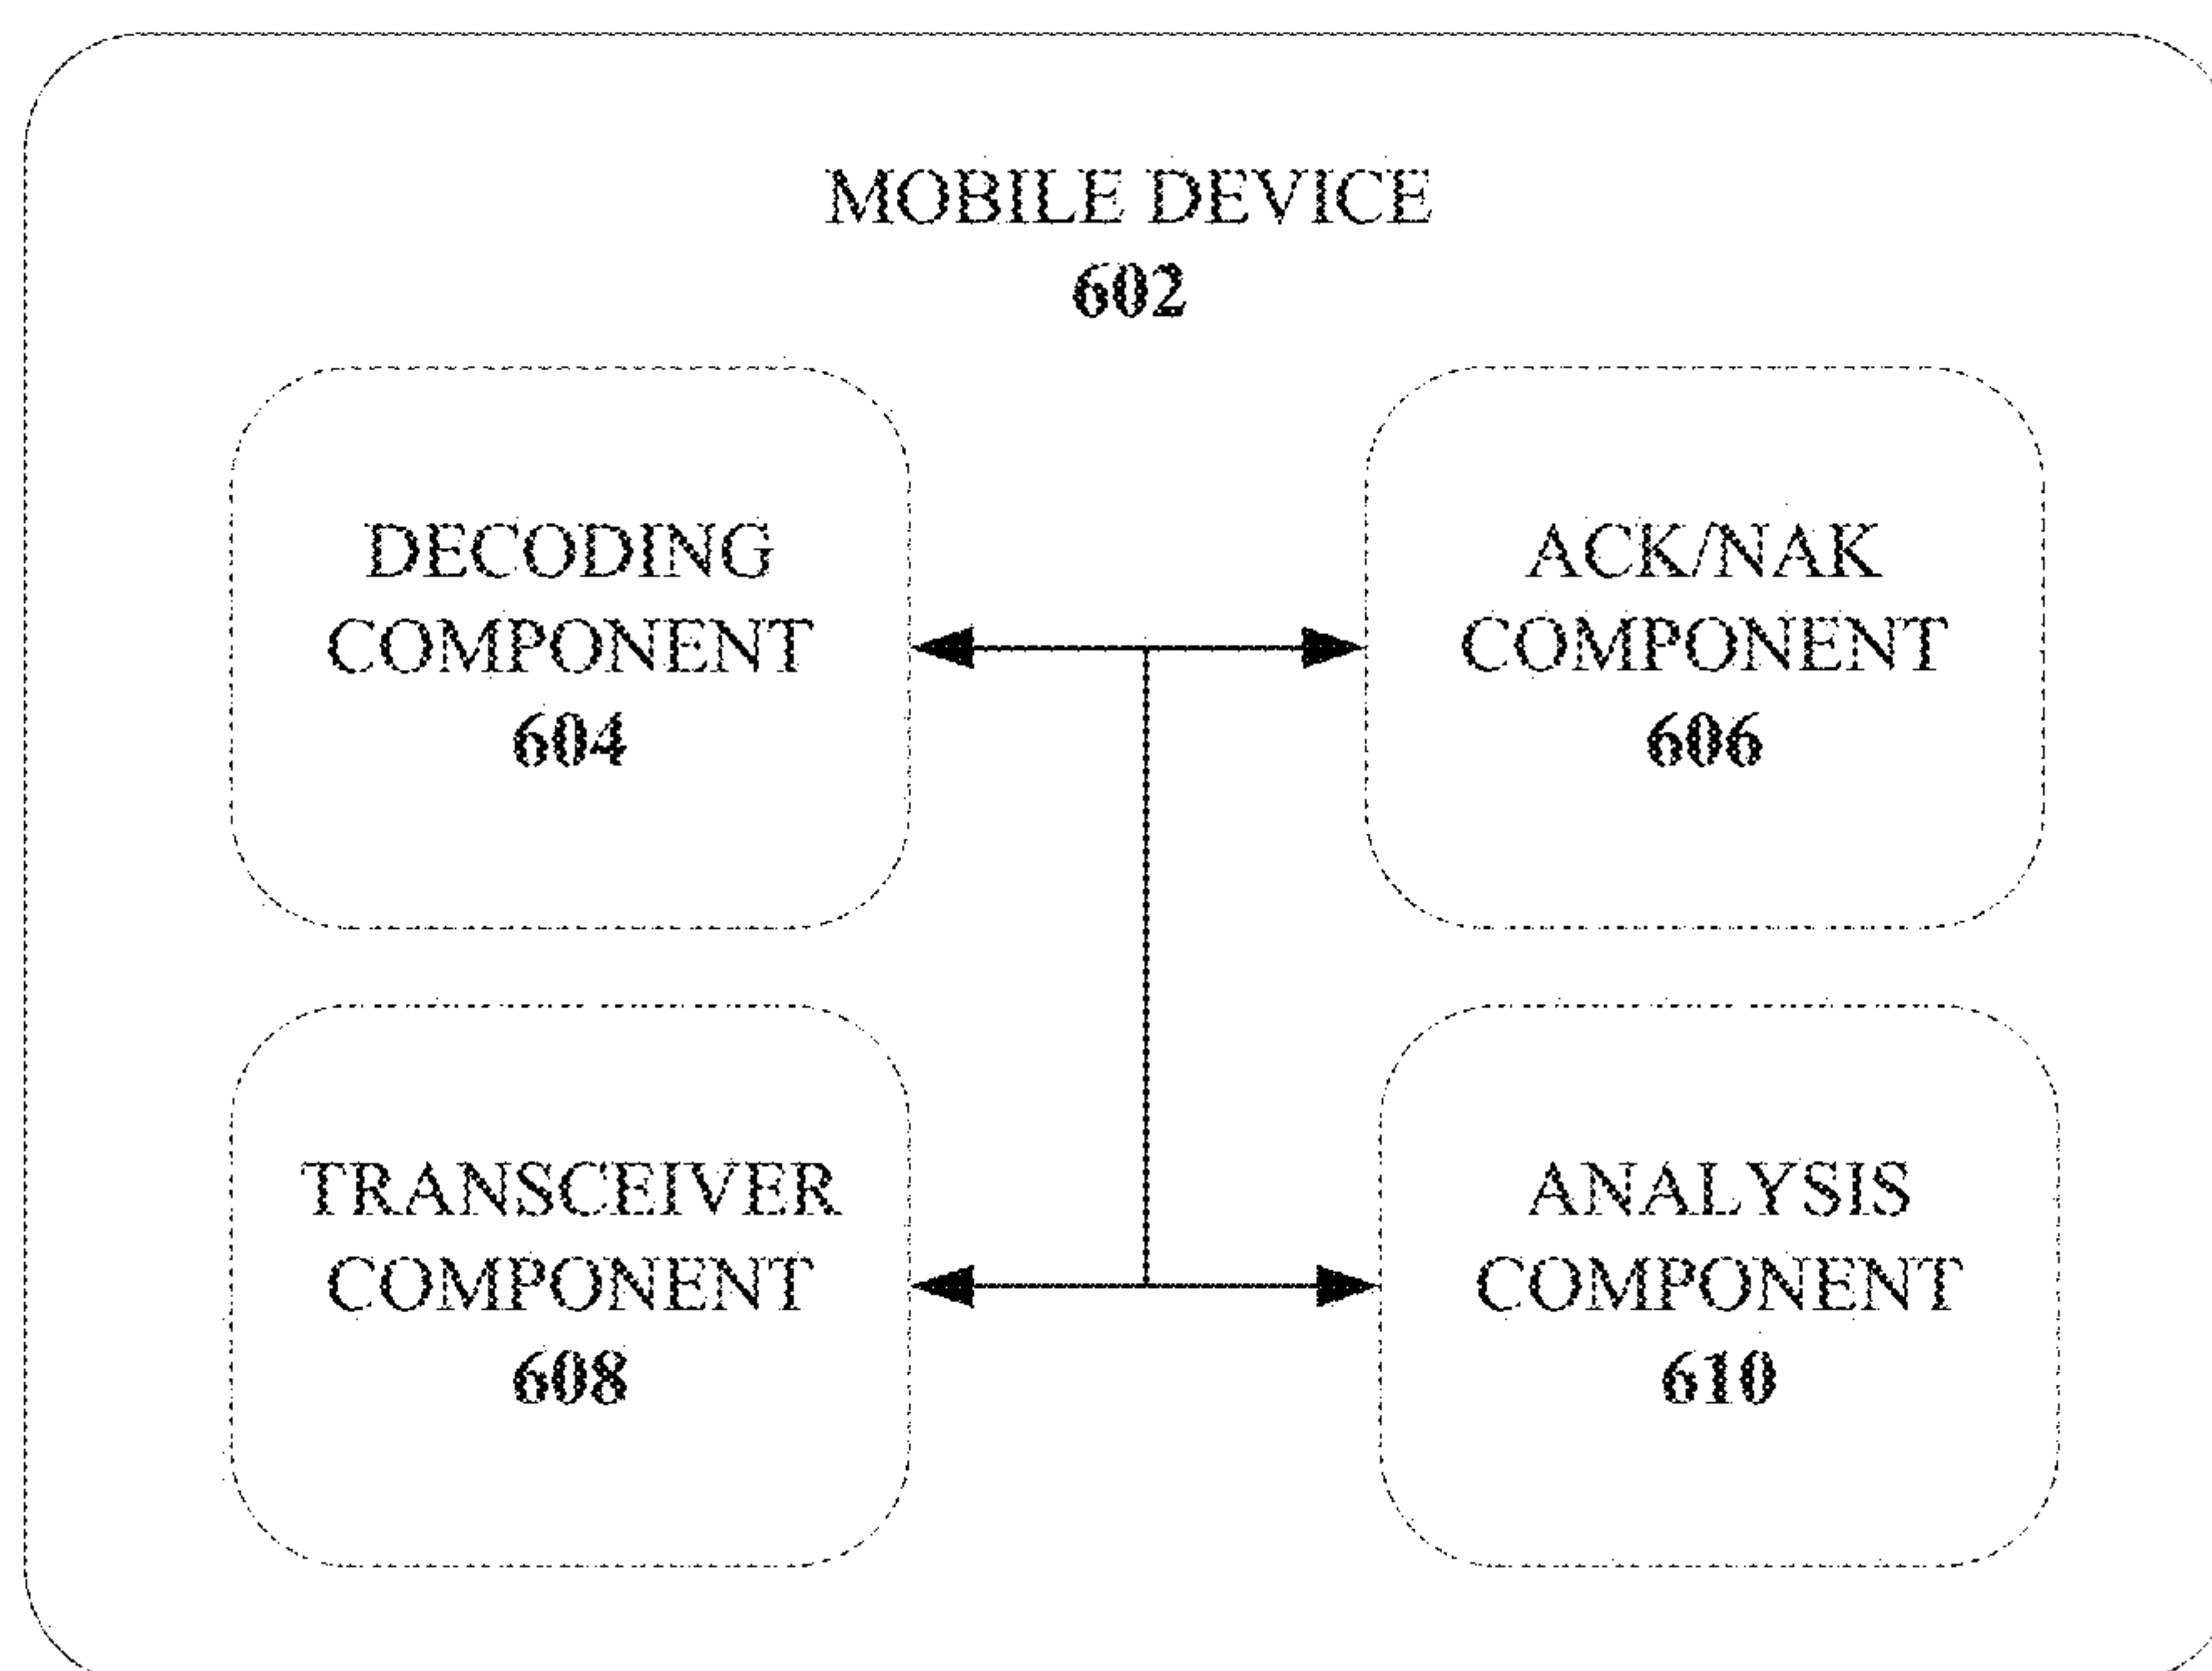 MOBILE DEVICE
602
DECODING
COMPONENT
604
ACK/NAK
COMPONENT
606
TRANSCEIVER
COMPONENT
608
ANALYSIS
COMPONENT
610